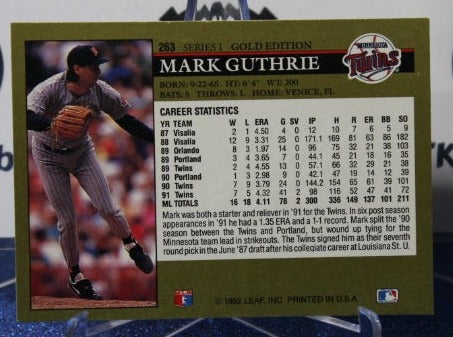 263 SERIES 1 GOLD EDITION
MARK GUTHRIE
MINNESOTA
Twins
BORN: 9-22-65 HT: 6' 4" WT: 200
BATS: S THROWS: L HOME: VENICE, FL
CAREER STATISTICS
YR TEAM W L ERA G SV IP H R ER BB SO
87 Visalia 2 1 4.50 4 0 12 10 7 6 5 9
88 Visalia 12 9 3.31 25 0 171.1 169 81 63 86 182
89 Orlando 8 3 1.97 14 0 96 75 32 21 38 103
89 Portland 3 4 3.65 7 0 44.1 45 21 18 16 35
89 Twins 2 4 4.55 13 0 57.1 66 32 29 21 38
90 Portland 1 3 2.98 9 1 42.1 47 19 14 12 39
90 Twins 7 9 3.79 24 0 144.2 154 65 61 39 101
91 Twins 7 5 4.32 41 2 98 116 52 47 41 72
ML TOTALS 16 18 4.11 78 2 300 336 149 137 101 211
Mark was both a starter and reliever in '91 for the Twins. In six post season
appearances in '91 he had a 1.35 ERA and a 1-1 record. Mark split the '90
season between the Twins and Portland, but wound up tying for the
Minnesota team lead in strikeouts. The Twins signed him as their seventh
round pick in the June '87 draft after his collegiate career at Louisiana St. U.
© 1992 LEAF, INC. PRINTED IN U.S.A.